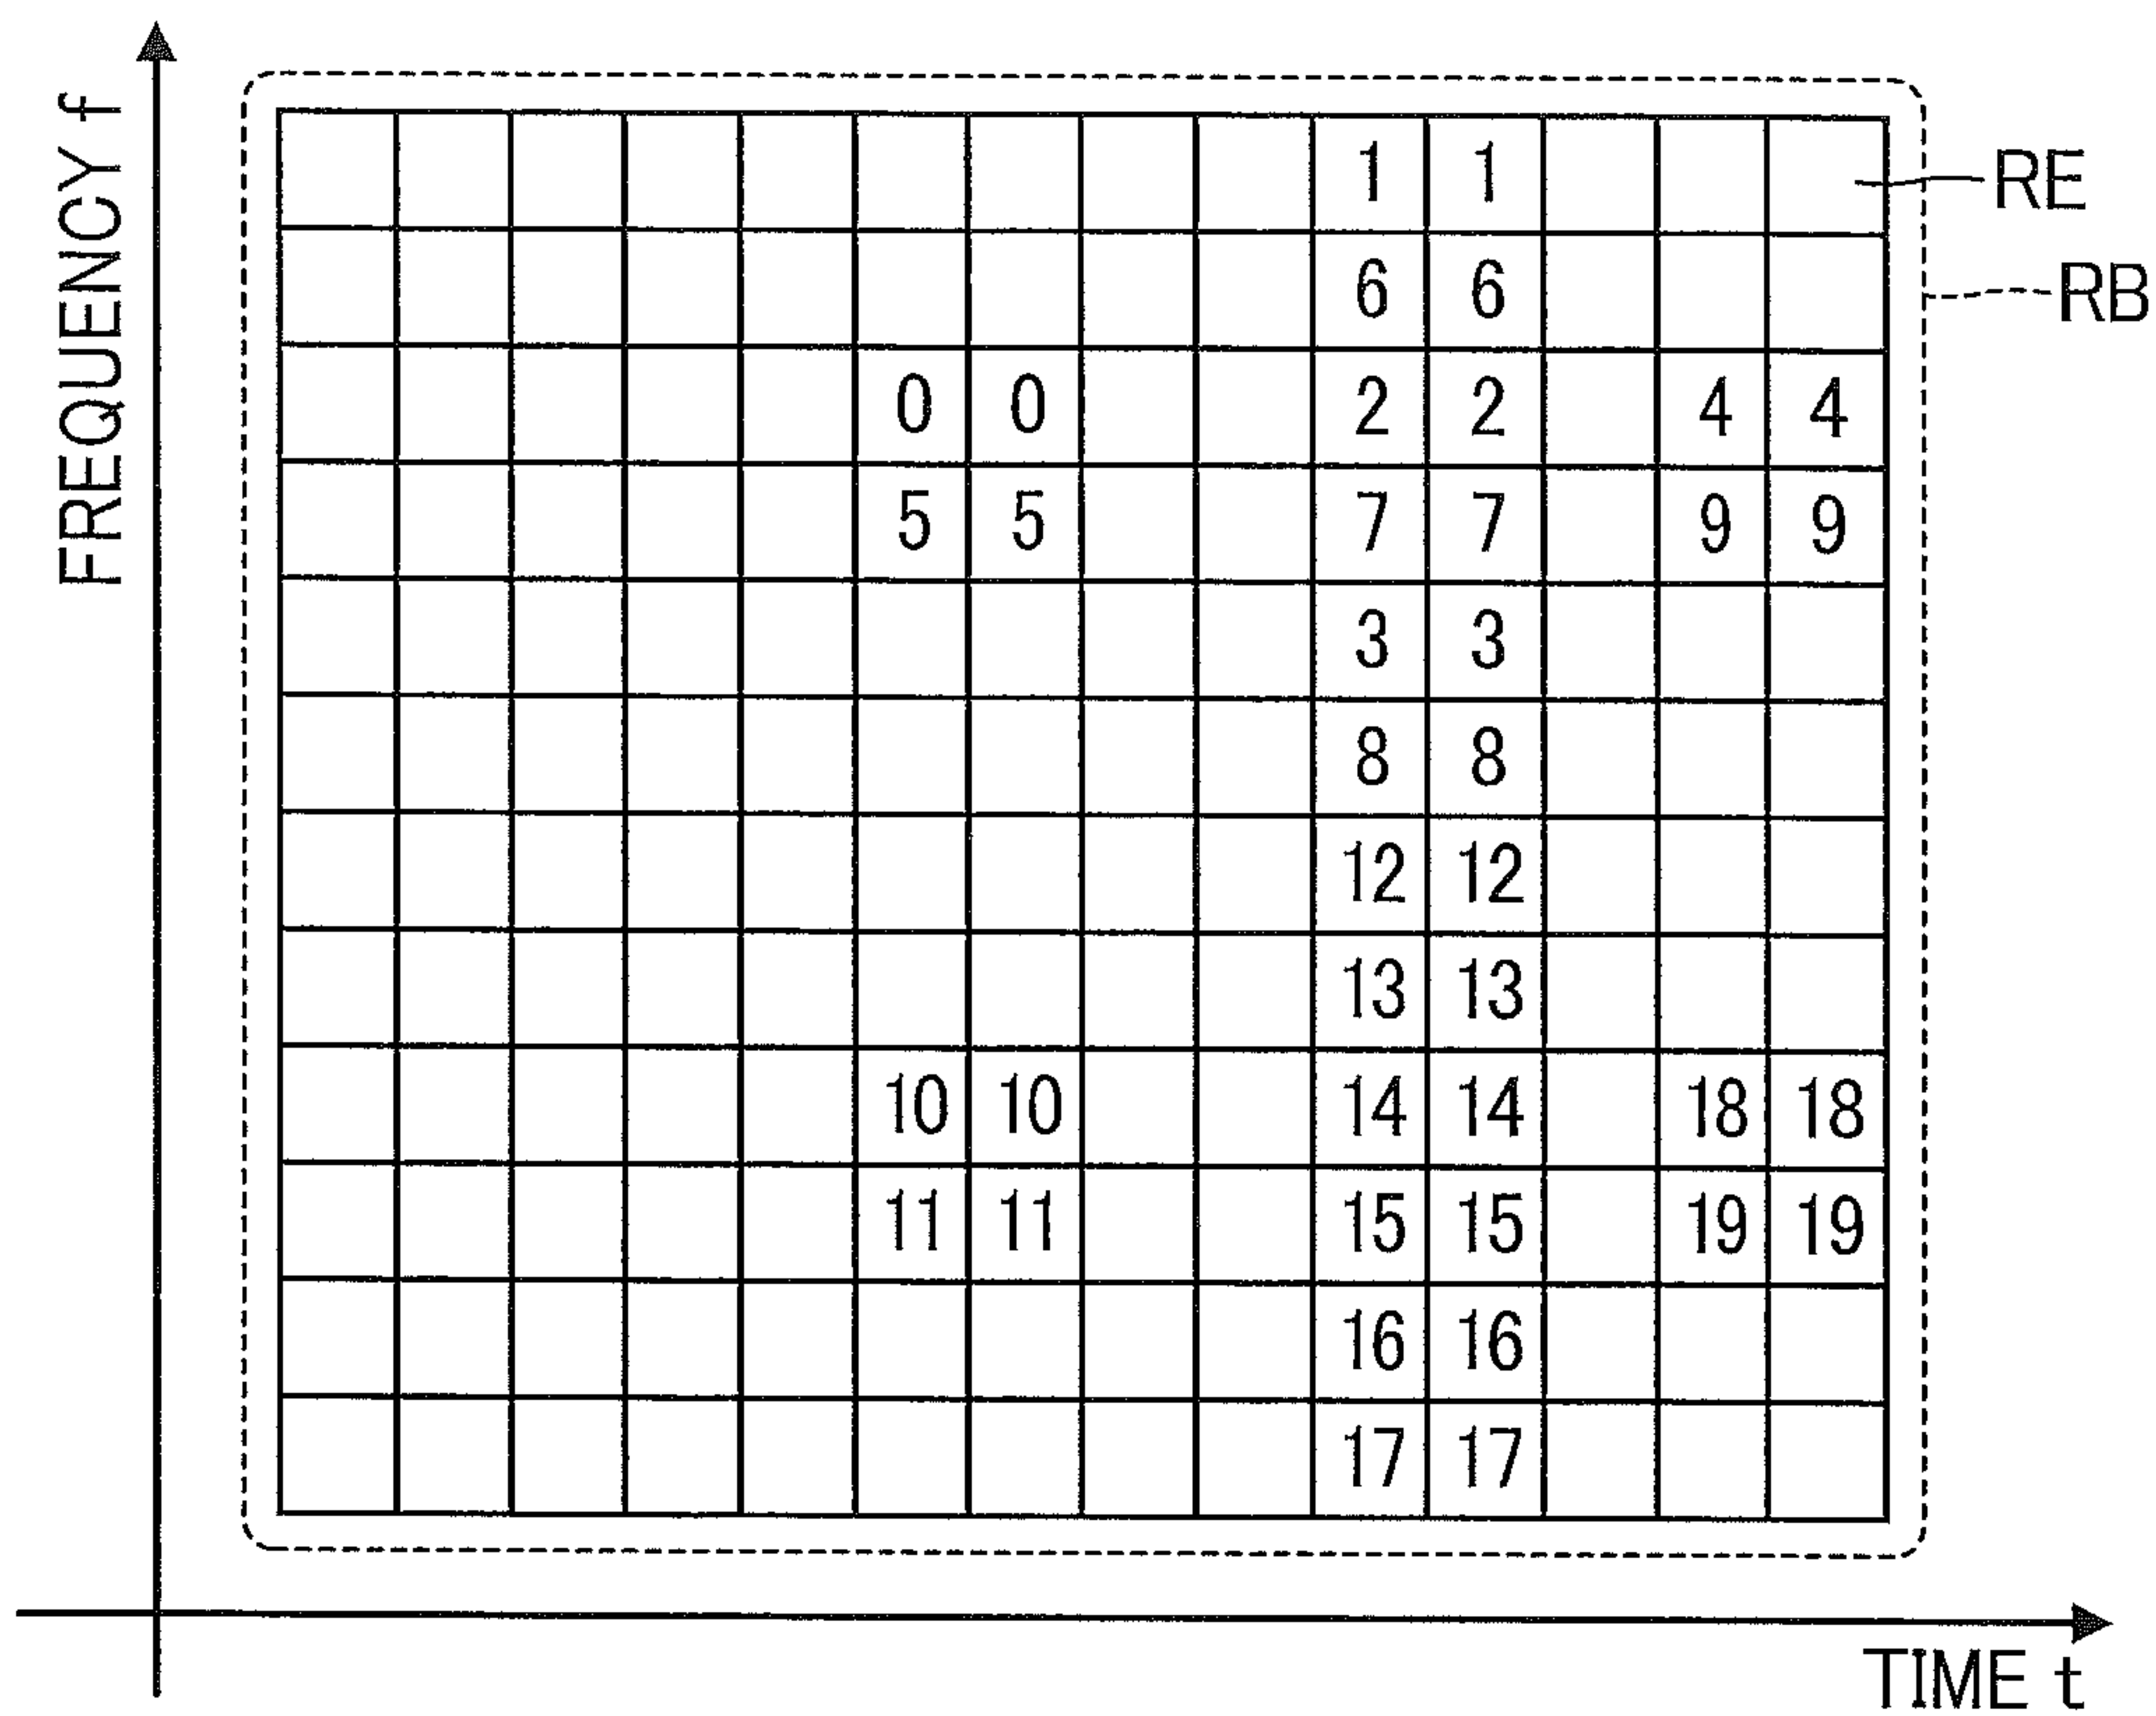 FREQUENCY f
1 1
RE
6 6
RB
0 0 2 2 4 4
5 5 7 7 9 9
3 3
8 8
12 12
13 13
10 10 14 14 18 18
11 11 15 15 19 19
16 16
17 17
TIME t